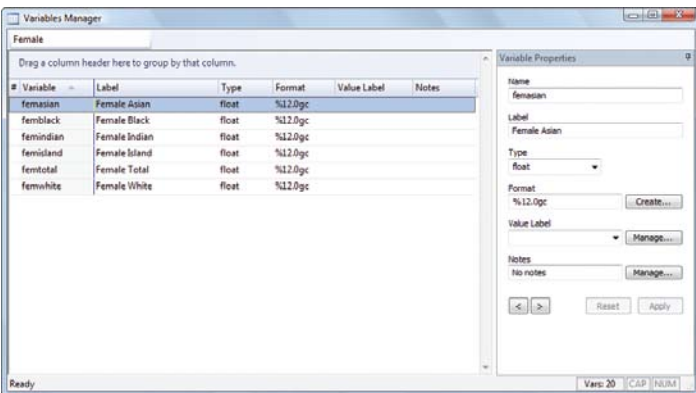 Variables Manager
Female
Drag a column header here to group by that column.
# Variable Label Type Format Value Label Notes
femasian Female Asian float %12.0gc
femblack Female Black float %12.0gc
femindian Female Indian float %12.0gc
femisland Female Island float %12.0gc
femtotal Female Total float %12.0gc
femwhite Female White float %12.0gc
Variable Properties
Name
femasian
Label
Female Asian
Type
float
Format
%12.0gc Create...
Value Label
Manage...
Notes
No notes Manage...
< > Reset Apply
Ready Vars: 20 CAP NUM